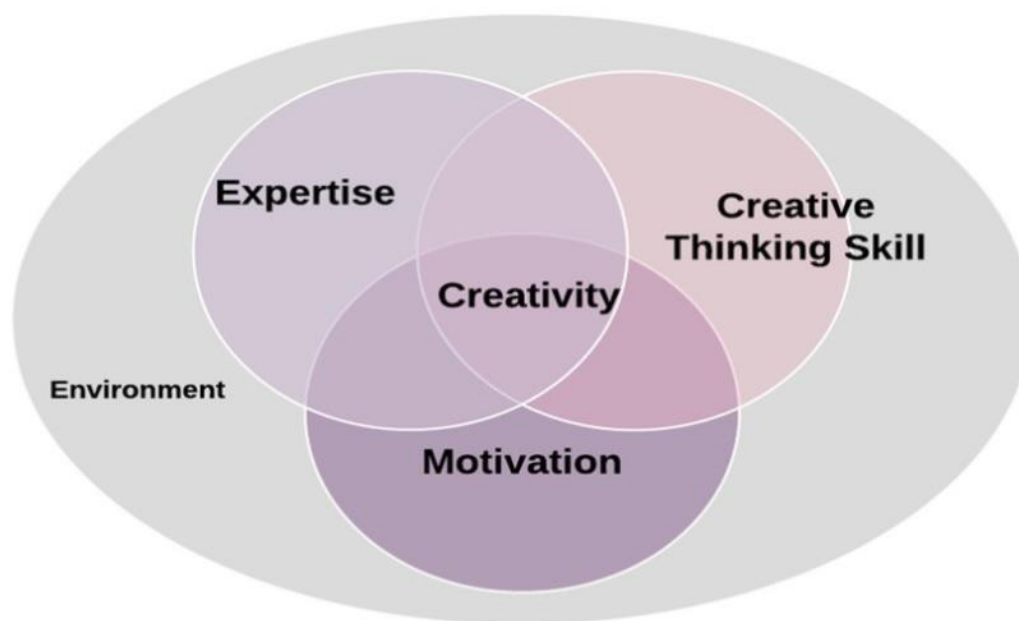 Expertise
Creative
Thinking Skill
Creativity
Environment
Motivation